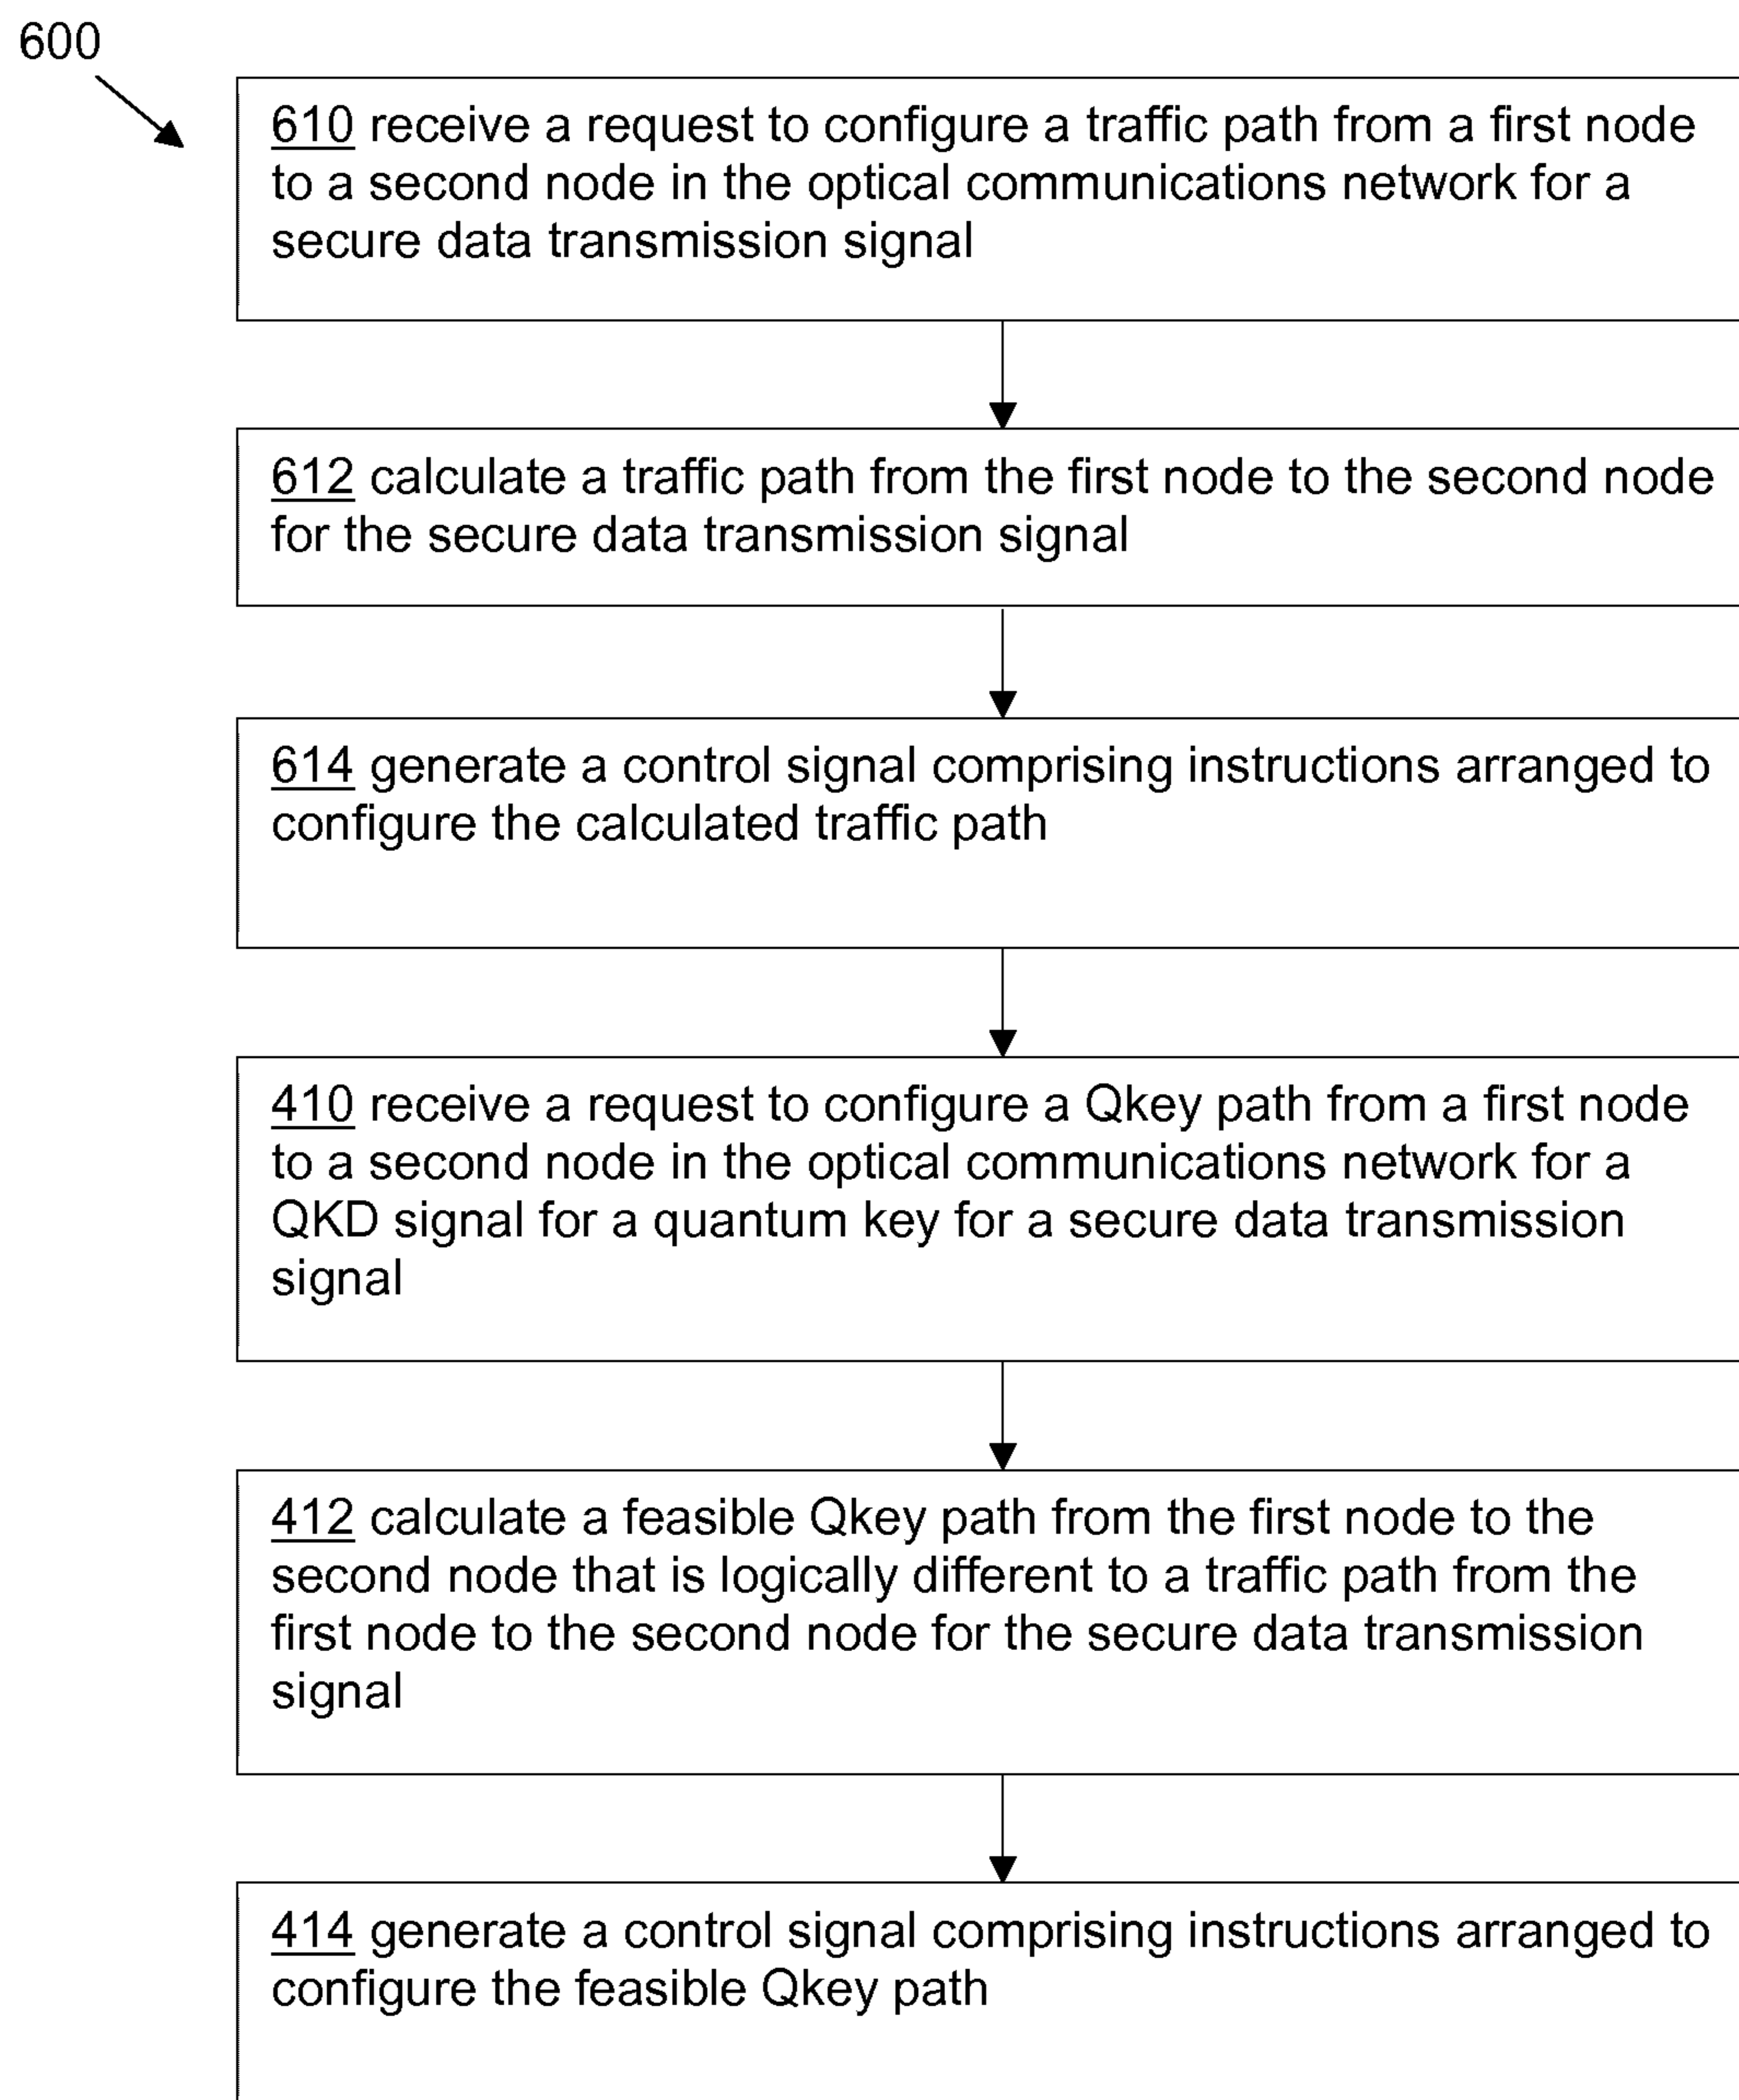 600
610 receive a request to configure a traffic path from a first node
to a second node in the optical communications network for a
secure data transmission signal
612 calculate a traffic path from the first node to the second node
for the secure data transmission signal
614 generate a control signal comprising instructions arranged to
configure the calculated traffic path
410 receive a request to configure a Qkey path from a first node
to a second node in the optical communications network for a
QKD signal for a quantum key for a secure data transmission
signal
412 calculate a feasible Qkey path from the first node to the
second node that is logically different to a traffic path from the
first node to the second node for the secure data transmission
signal
414 generate a control signal comprising instructions arranged to
configure the feasible Qkey path